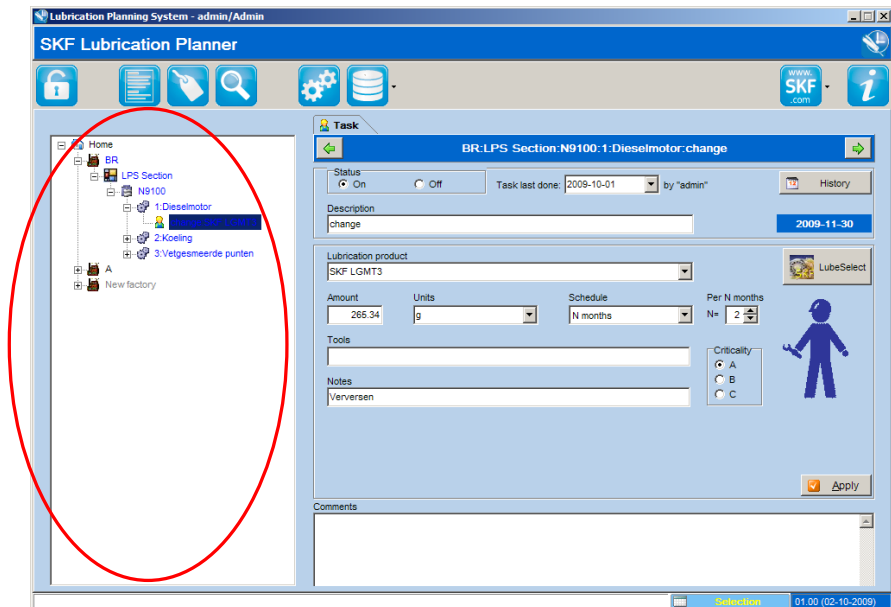 Lubrication Planning System - admin/Admin
SKF Lubrication Planner
www.
SKF
.com
i
Task
Home
BR
LPS Section
N9100
1:Dieselmotor
2:Koeling
3:Vetgesmeerde punten
A
New factory
BR:LPS Section:N9100:1:Dieselmotor:change
Status
On Off Task last done: 2009-10-01 by "admin" 12 History
Description
change 2009-11-30
Lubrication product
SKF LGMT3 LubeSelect
Amount Units Schedule Per N months
265.34 g N months N= 2
Tools
Criticality
A
B
C
Notes
Verversen
Apply
Comments
Selection 01.00 (02-10-2009)